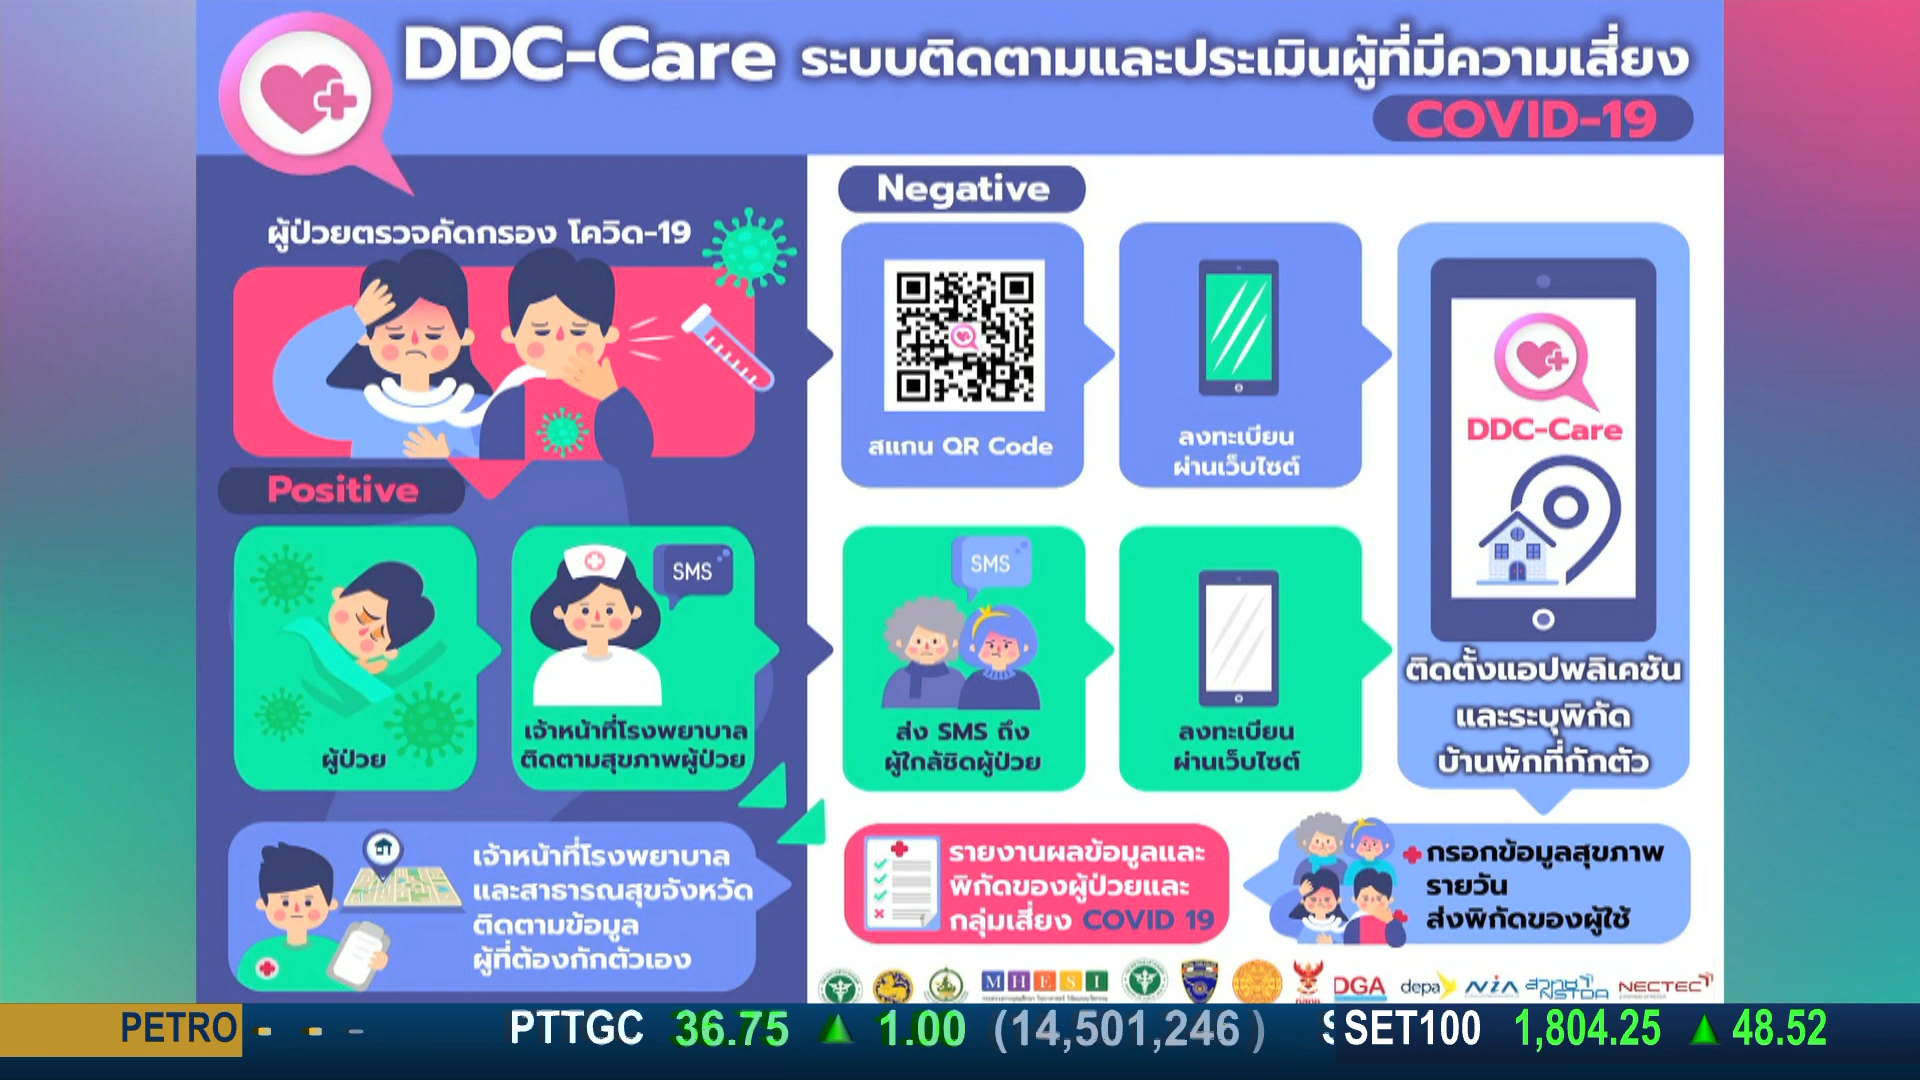 DDC-Care ระบบติดตามและประเมินผู้ที่มีความเสี่ยง
COVID-19
ผู้ป่วยตรวจคัดกรอง โควิด-19
Negative
สแกน QR Code
ลงทะเบียน
ผ่านเว็บไซต์
DDC-Care
ติดตั้งแอปพลิเคชัน
และระบุพิกัด
บ้านพักที่กักตัว
Positive
ผู้ป่วย
SMS
เจ้าหน้าที่โรงพยาบาล
ติดตามสุขภาพผู้ป่วย
SMS
ส่ง SMS ถึง
ผู้ใกล้ชิดผู้ป่วย
ลงทะเบียน
ผ่านเว็บไซต์
เจ้าหน้าที่โรงพยาบาล
และสาธารณสุขจังหวัด
ติดตามข้อมูล
ผู้ที่ต้องกักตัวเอง
รายงานผลข้อมูลและ
พิกัดของผู้ป่วยและ
กลุ่มเสี่ยง COVID 19
กรอกข้อมูลสุขภาพ
รายวัน
ส่งพิกัดของผู้ใช้
MHESI
DGA
depa
NIA
สวทช
NSTDA
NECTEC
PETRO - - -
PTTGC 36.75 ▲ 1.00 (14,501,246 ) S
SET100 1,804.25 ▲ 48.52